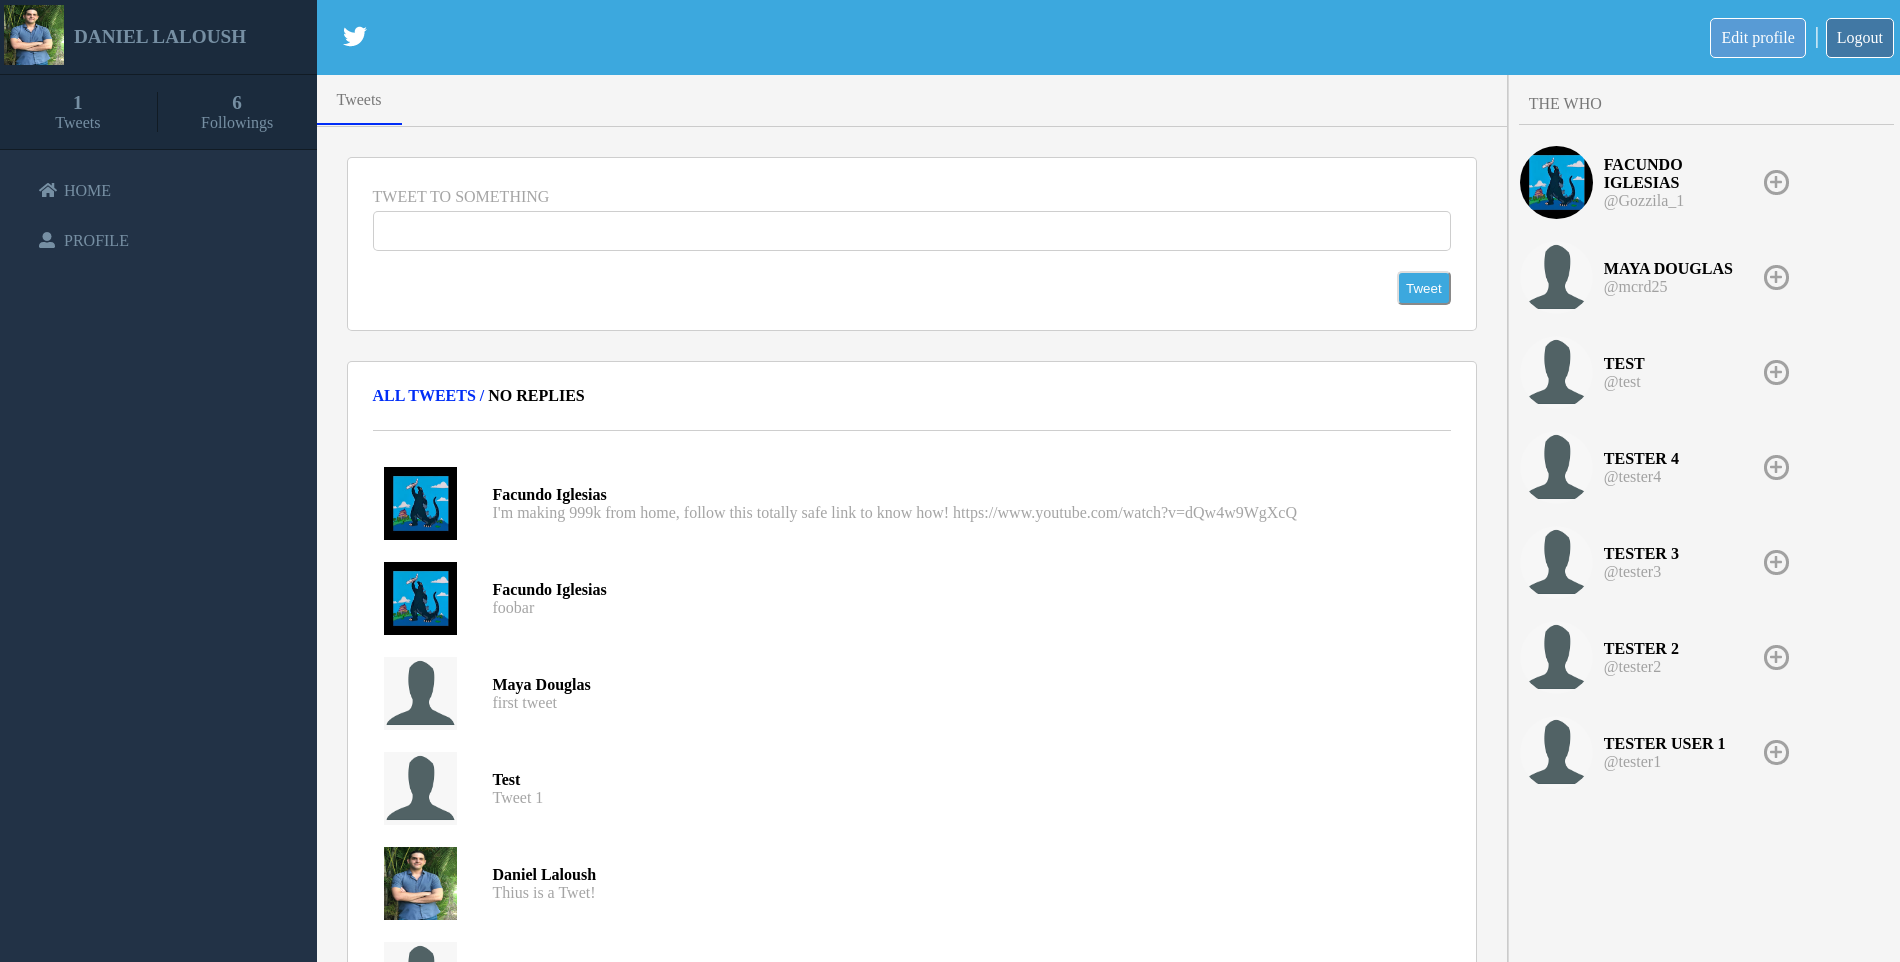 DANIEL LALOUSH
Edit profile
|
Logout
1
Tweets
6
Followings
HOME
PROFILE
Tweets
TWEET TO SOMETHING
Tweet
ALL TWEETS / NO REPLIES
Facundo Iglesias
I'm making 999k from home, follow this totally safe link to know how! https://www.youtube.com/watch?v=dQw4w9WgXcQ
Facundo Iglesias
foobar
Maya Douglas
first tweet
Test
Tweet 1
Daniel Laloush
Thius is a Twet!
THE WHO
FACUNDO
IGLESIAS
@Gozzila_1
MAYA DOUGLAS
@mcrd25
TEST
@test
TESTER 4
@tester4
TESTER 3
@tester3
TESTER 2
@tester2
TESTER USER 1
@tester1